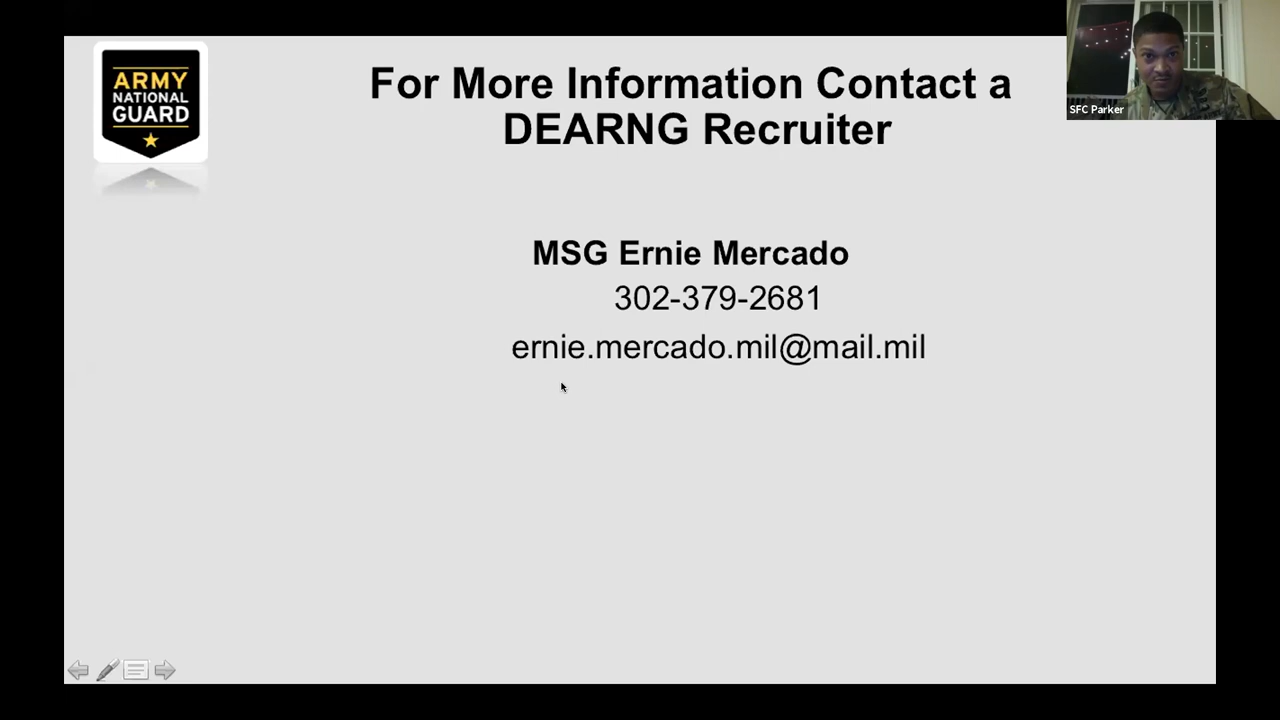 ARMY
NATIONAL
GUARD
For More Information Contact a
DEARNG Recruiter
SFC Parker
MSG Ernie Mercado
302-379-2681
ernie.mercado.mil@mail.mil